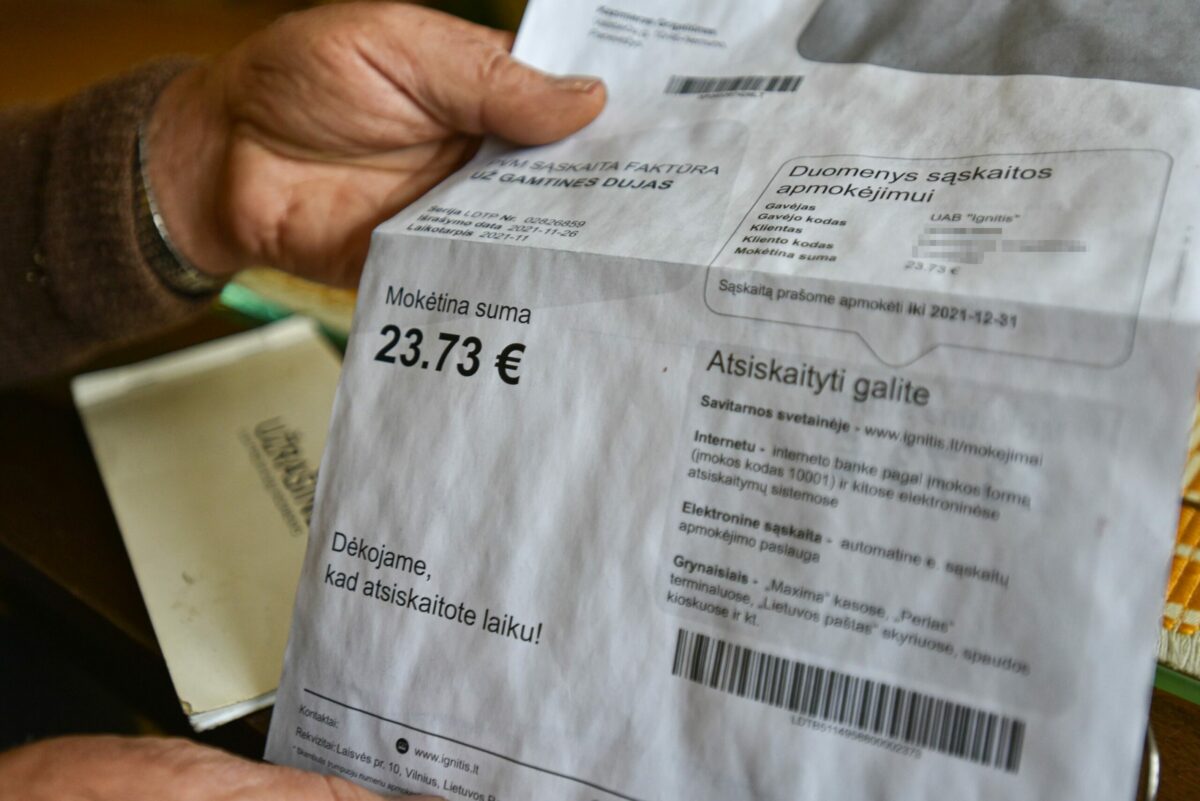 PVM SĄSKAITA FAKTŪRA
UŽ GAMTINES DUJAS
Serija LDTP Nr. 02826859
Išrašymo data 2021-11-26
Laikotarpis 2021-11
Duomenys sąskaitos
apmokėjimui
Gavėjas
Gavėjo kodas UAB "Ignitis"
Klientas
Kliento kodas
Mokėtina suma 23.73 €
Sąskaitą prašome apmokėti iki 2021-12-31
Mokėtina suma
23.73 €
Atsiskaityti galite
Savitarnos svetainėje - www.ignitis.lt/mokejimai
Internetu - interneto banke pagal įmokos formą
(įmokos kodas 10001) ir kitose elektroninėse
atsiskaitymų sistemose
Elektroninė sąskaita - automatinė e. sąskaitų
apmokėjimo paslauga
Grynaisiais - „Maxima“ kasose, „Perlas“
terminaluose, „Lietuvos paštas“ skyriuose, spaudos
kioskuose ir kt.
Dėkojame,
kad atsiskaitote laiku!
Kontaktai:
www.ignitis.lt
Rekvizitai: Laisvės pr. 10, Vilnius, Lietuvos